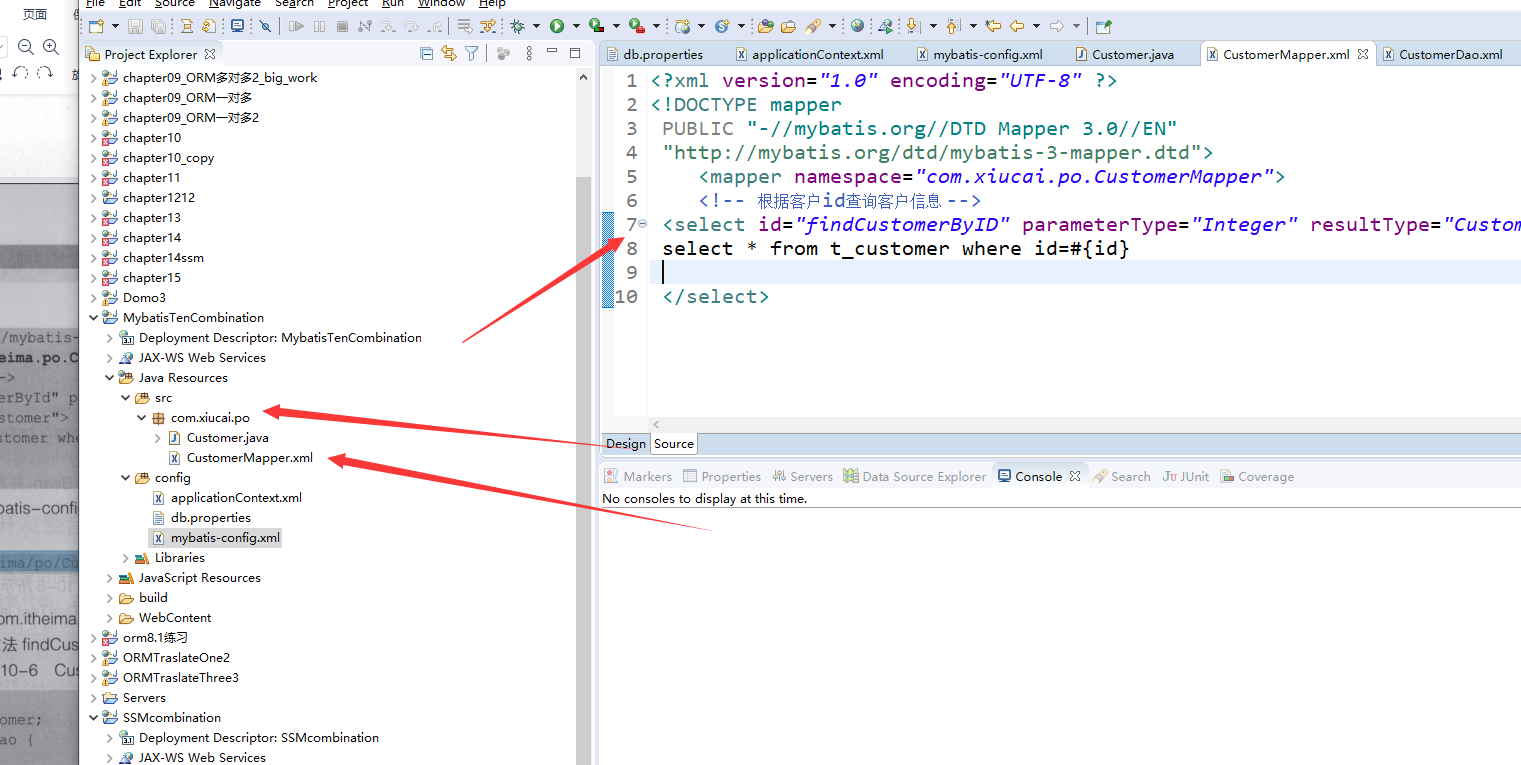 页面
File Edit Source Navigate Search Project Run Window Help
Project Explorer
chapter09_ORM多对多2_big_work
chapter09_ORM一对多
chapter09_ORM一对多2
chapter10
chapter10_copy
chapter11
chapter1212
chapter13
chapter14
chapter14ssm
chapter15
Domo3
MybatisTenCombination
Deployment Descriptor: MybatisTenCombination
JAX-WS Web Services
Java Resources
src
com.xiucai.po
Customer.java
CustomerMapper.xml
config
applicationContext.xml
db.properties
mybatis-config.xml
Libraries
JavaScript Resources
build
WebContent
orm8.1练习
ORMTraslateOne2
ORMTraslateThree3
Servers
SSMcombination
Deployment Descriptor: SSMcombination
JAX-WS Web Services
db.properties applicationContext.xml mybatis-config.xml Customer.java CustomerMapper.xml CustomerDao.xml
1 <?xml version="1.0" encoding="UTF-8" ?>
2 <!DOCTYPE mapper
3 PUBLIC "-//mybatis.org//DTD Mapper 3.0//EN"
4 "http://mybatis.org/dtd/mybatis-3-mapper.dtd">
5 <mapper namespace="com.xiucai.po.CustomerMapper">
6 <!-- 根据客户id查询客户信息 -->
7 <select id="findCustomerByID" parameterType="Integer" resultType="Custom
8 select * from t_customer where id=#{id}
9
10 </select>
Design Source
Markers Properties Servers Data Source Explorer Console Search JUnit Coverage
No consoles to display at this time.
/mybatis-
eima.po.C
-->
erById" p
stomer">
stomer whe
batis-confi
ima/po/Cu
om.itheima
法 findCus
10-6 Cus
omer;
ao {